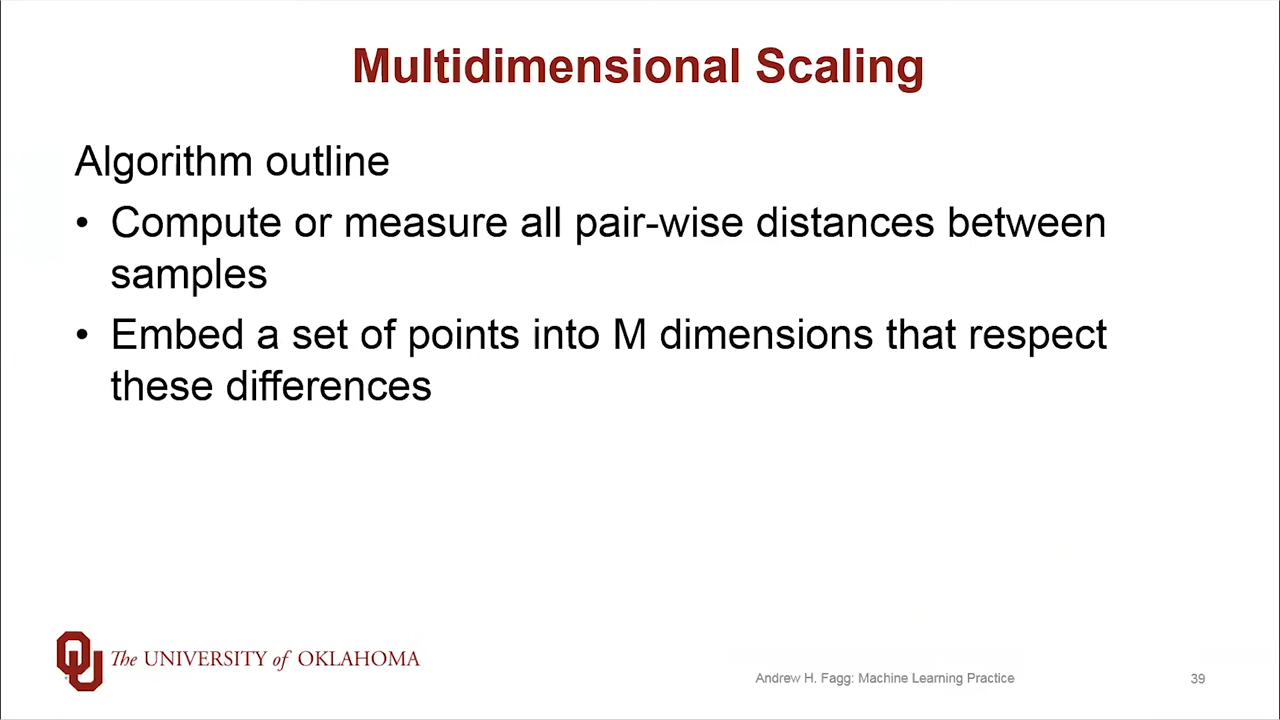 Multidimensional Scaling
Algorithm outline
• Compute or measure all pair-wise distances between
samples
• Embed a set of points into M dimensions that respect
these differences
The UNIVERSITY of OKLAHOMA
Andrew H. Fagg: Machine Learning Practice
39